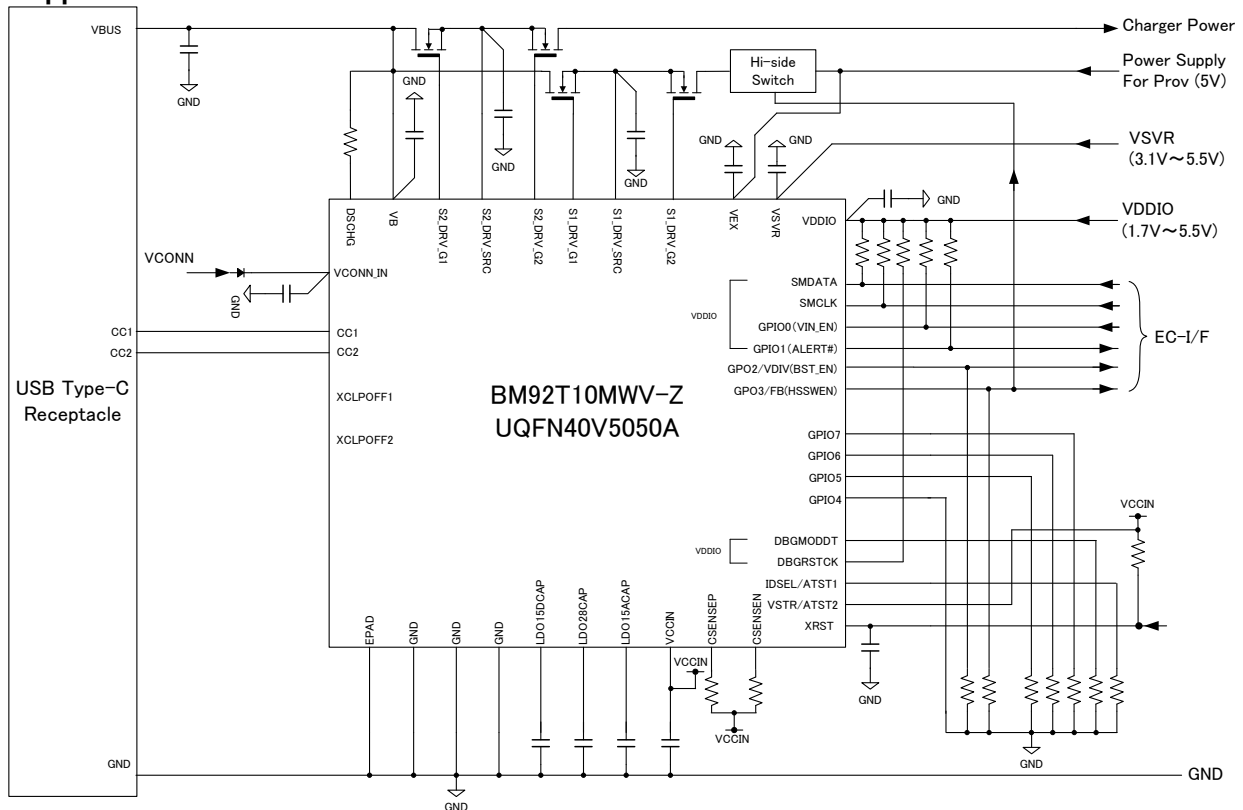 VBUS
Charger Power
Hi-side
Switch
Power Supply
For Prov (5V)
GND
GND
GND
GND
GND
GND
GND
VSVR
(3.1V～5.5V)
GND
VDDIO
(1.7V～5.5V)
DSCHG
VB
S2_DRV_G1
S2_DRV_SRC
S2_DRV_G2
S1_DRV_G1
S1_DRV_SRC
S1_DRV_G2
VEX
VSVR
VDDIO
VCONN
VCONN_IN
GND
SMDATA
SMCLK
VDDIO
GPIO0(VIN_EN)
GPIO1(ALERT#)
GPO2/VDIV(BST_EN)
GPO3/FB(HSSWEN)
EC-I/F
CC1
CC2
CC1
CC2
USB Type-C
Receptacle
XCLPOFF1
XCLPOFF2
BM92T10MWV-Z
UQFN40V5050A
GPIO7
GPIO6
GPIO5
GPIO4
VCCIN
VDDIO
DBGMODDT
DBGRSTCK
IDSEL/ATST1
VSTR/ATST2
XRST
EPAD
GND
GND
GND
LDO15DCAP
LDO28CAP
LDO15ACAP
VCCIN
CSENSEP
CSENSEN
VCCIN
VCCIN
GND
GND
GND
GND
GND